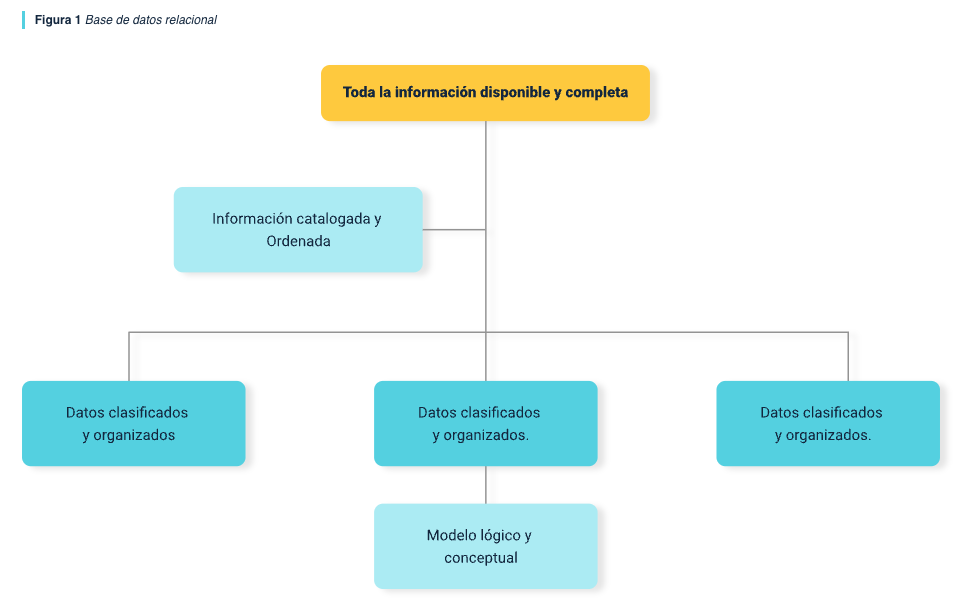 Figura 1 Base de datos relacional
Toda la información disponible y completa
Información catalogada y
Ordenada
Datos clasificados
y organizados
Datos clasificados
y organizados.
Datos clasificados
y organizados.
Modelo lógico y
conceptual